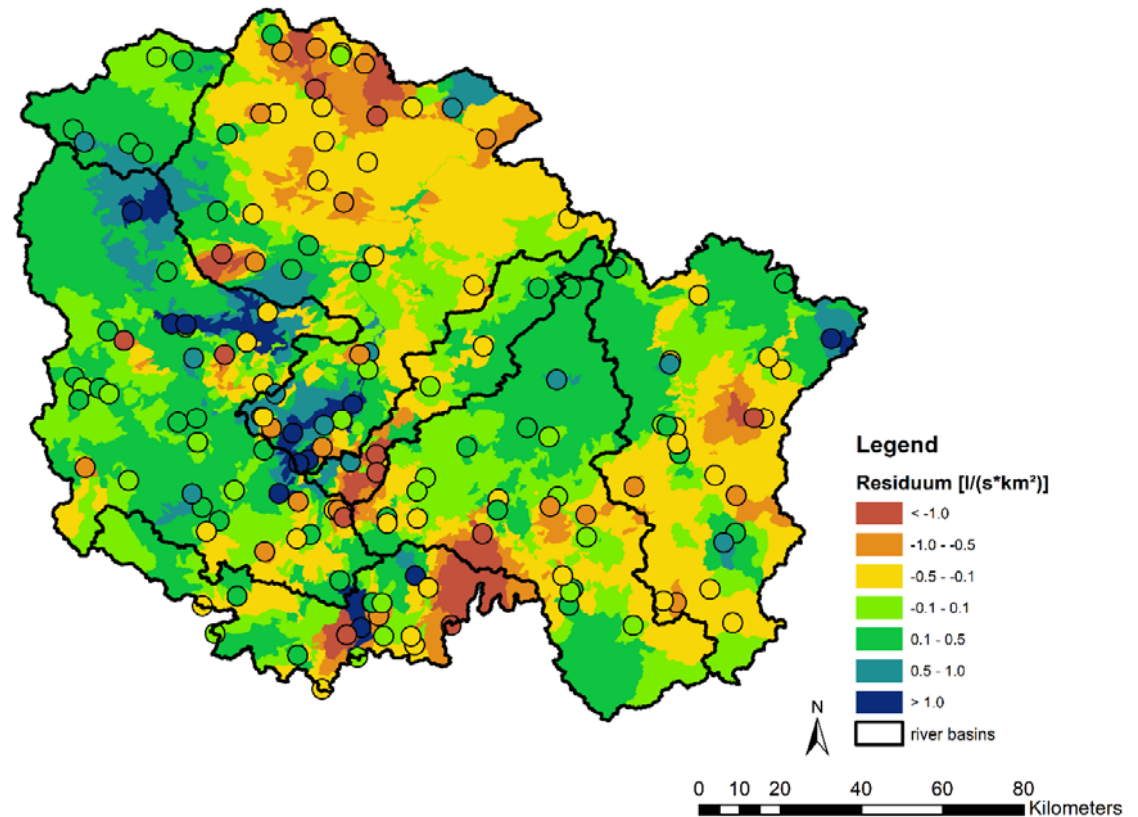 Legend
Residuum [l/(s*km²)]
< -1.0
-1.0 - -0.5
-0.5 - -0.1
-0.1 - 0.1
0.1 - 0.5
0.5 - 1.0
> 1.0
river basins
N
0 10 20 40 60 80
Kilometers